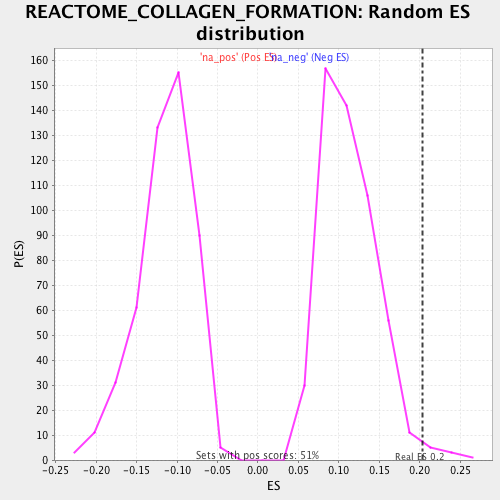 REACTOME_COLLAGEN_FORMATION: Random ES
distribution
'na_pos' (Pos ES)
'na_neg' (Neg ES)
160
150
140
130
120
110
100
90
80
70
60
50
40
30
20
10
0
P(ES)
Sets with pos scores: 51%
Real ES 0.2
-0.25 -0.20 -0.15 -0.10 -0.05 0.00 0.05 0.10 0.15 0.20 0.25
ES